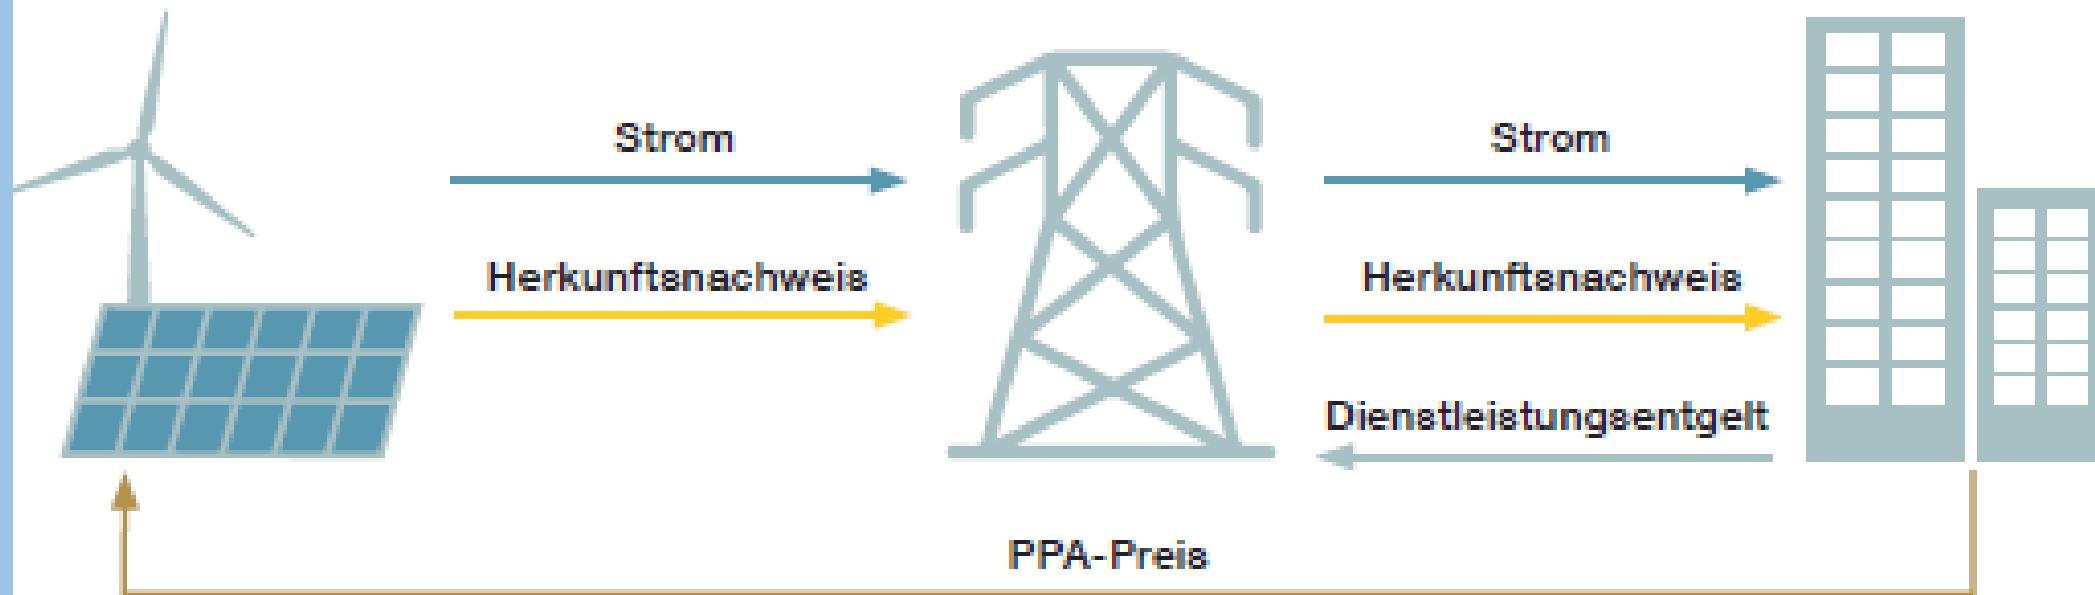 Strom
Strom
Herkunftsnachweis
Herkunftsnachweis
Dienstleistungsentgelt
PPA-Preis